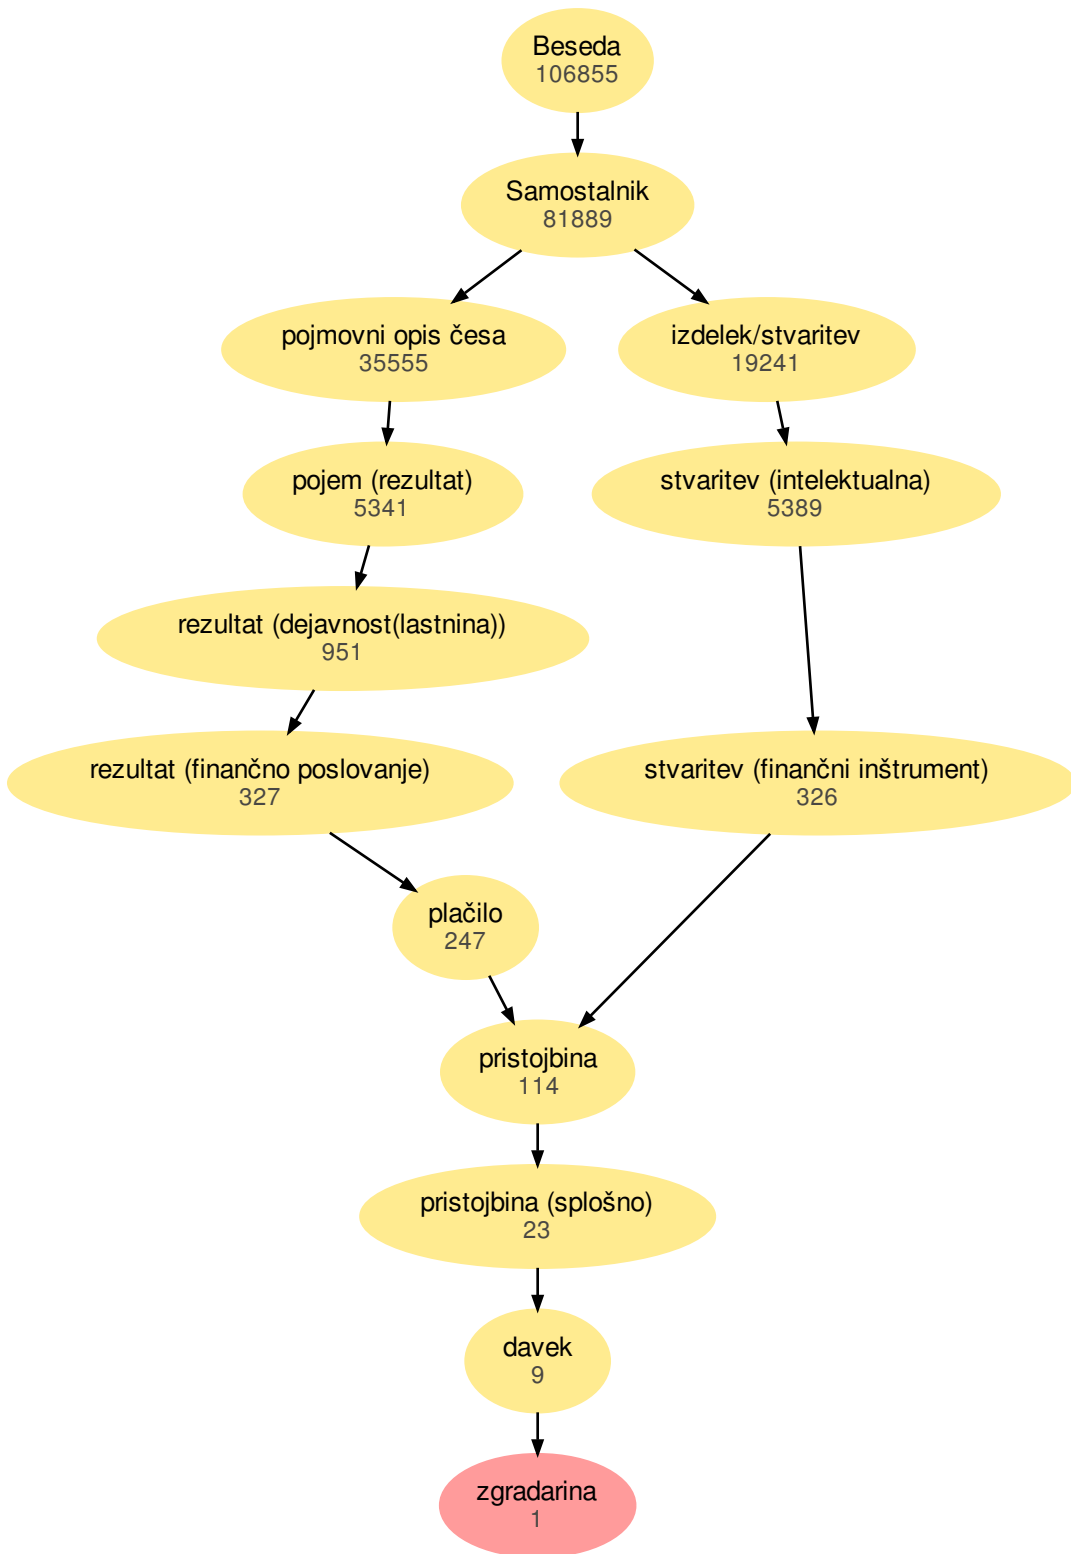 Beseda
106855
Samostalnik
81889
pojmovni opis česa
35555
izdelek/stvaritev
19241
pojem (rezultat)
5341
stvaritev (intelektualna)
5389
rezultat (dejavnost(lastnina))
951
rezultat (finančno poslovanje)
327
stvaritev (finančni inštrument)
326
plačilo
247
pristojbina
114
pristojbina (splošno)
23
davek
9
zgradarina
1